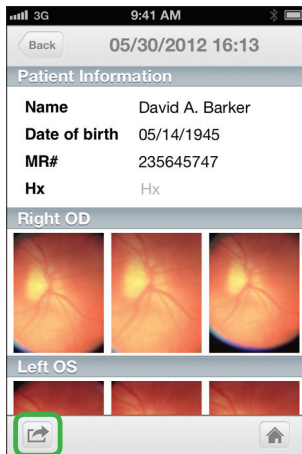 3G 9:41 AM
Back 05/30/2012 16:13
Patient Information
Name David A. Barker
Date of birth 05/14/1945
MR# 235645747
Hx Hx
Right OD
Left OS